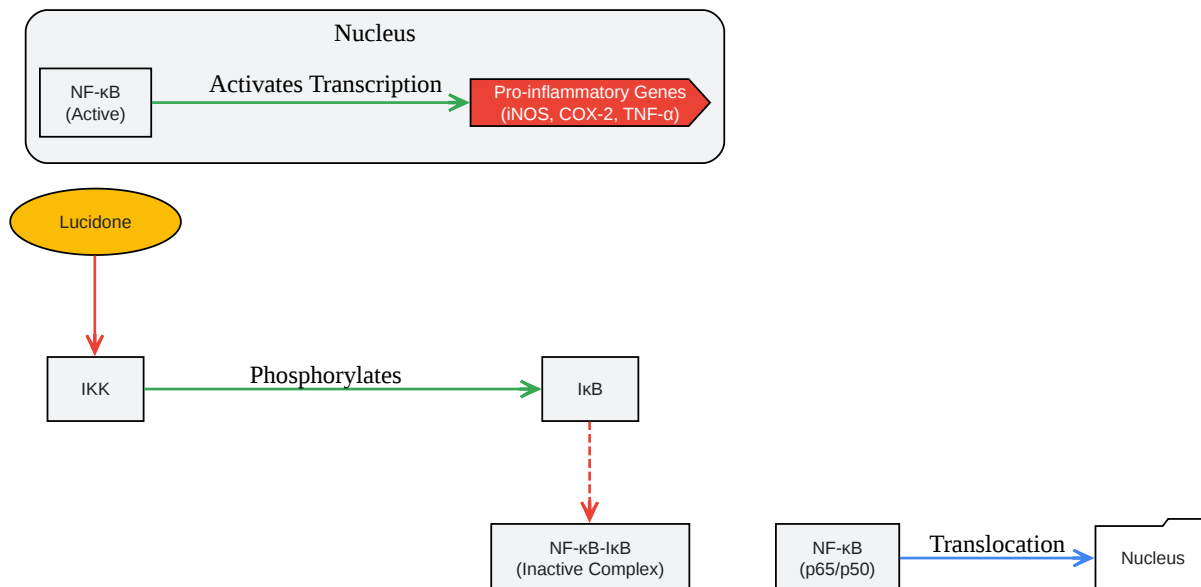 Nucleus
NF-κB
(Active)
Activates Transcription
Pro-inflammatory Genes
(iNOS, COX-2, TNF-α)
Lucidone
IKK
Phosphorylates
IκB
NF-κB-IκB
(Inactive Complex)
NF-κB
(p65/p50)
Translocation
Nucleus